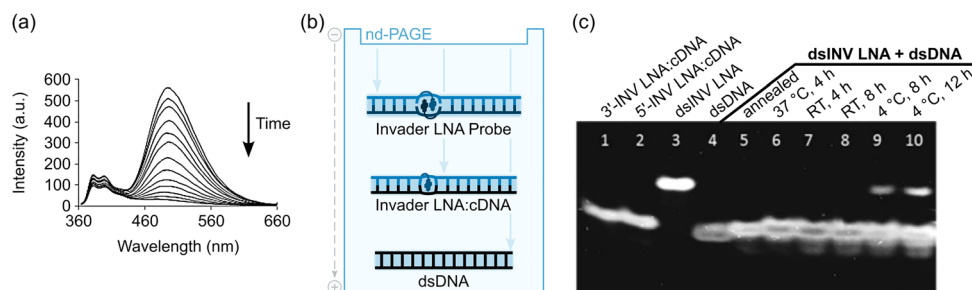 (a)
Intensity (a.u.)
600
500
400
300
200
100
0
360
460
560
660
Wavelength (nm)
Time
(b)
nd-PAGE
−
Invader LNA Probe
Invader LNA:cDNA
dsDNA
+
(c)
3'-INV LNA:cDNA
5'-INV LNA:cDNA
dsINV LNA
dsDNA
dsINV LNA + dsDNA
annealed
37 °C, 4 h
RT, 4 h
RT, 8 h
4 °C, 8 h
4 °C, 12 h
1 2 3 4 5 6 7 8 9 10